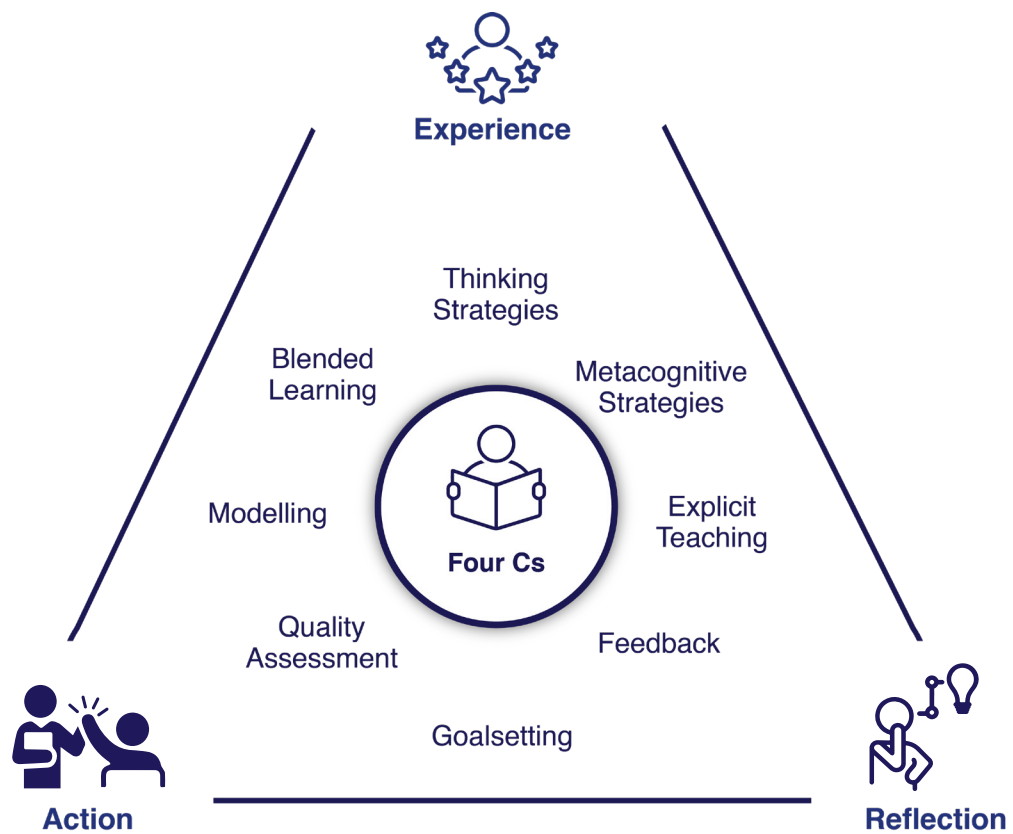 Experience
Thinking
Strategies
Blended
Learning
Metacognitive
Strategies
Modelling
Explicit
Teaching
Four Cs
Quality
Assessment
Feedback
Goalsetting
Action
Reflection